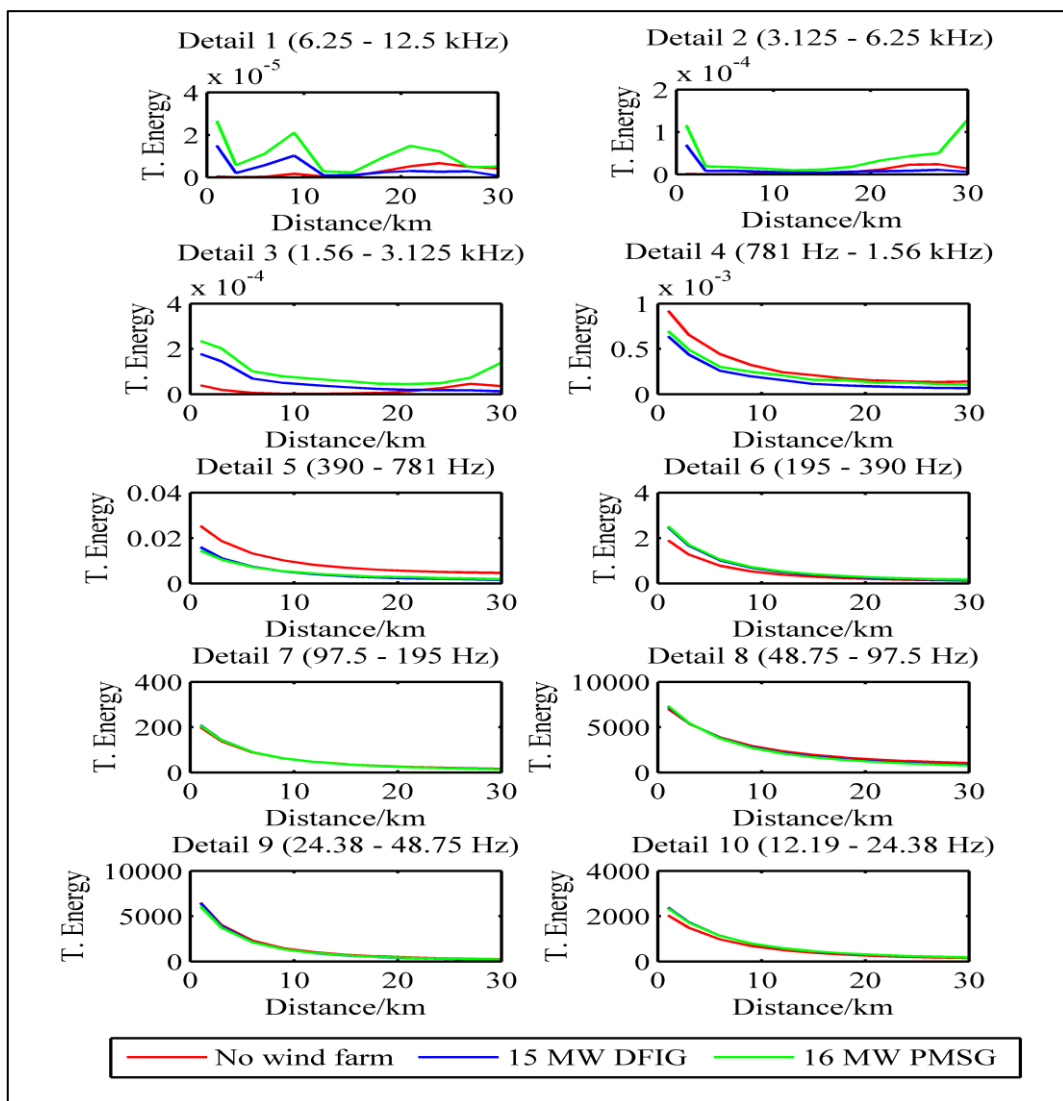 Detail 1 (6.25 - 12.5 kHz)
x 10-5
T. Energy
4
2
0
0 10 20 30
Distance/km
Detail 2 (3.125 - 6.25 kHz)
x 10-4
T. Energy
2
1
0
0 10 20 30
Distance/km
Detail 3 (1.56 - 3.125 kHz)
x 10-4
T. Energy
4
2
0
0 10 20 30
Distance/km
Detail 4 (781 Hz - 1.56 kHz)
x 10-3
T. Energy
1
0.5
0
0 10 20 30
Distance/km
Detail 5 (390 - 781 Hz)
T. Energy
0.04
0.02
0
0 10 20 30
Distance/km
Detail 6 (195 - 390 Hz)
T. Energy
4
2
0
0 10 20 30
Distance/km
Detail 7 (97.5 - 195 Hz)
T. Energy
400
200
0
0 10 20 30
Distance/km
Detail 8 (48.75 - 97.5 Hz)
T. Energy
10000
5000
0
0 10 20 30
Distance/km
Detail 9 (24.38 - 48.75 Hz)
T. Energy
10000
5000
0
0 10 20 30
Distance/km
Detail 10 (12.19 - 24.38 Hz)
T. Energy
4000
2000
0
0 10 20 30
Distance/km
No wind farm 15 MW DFIG 16 MW PMSG